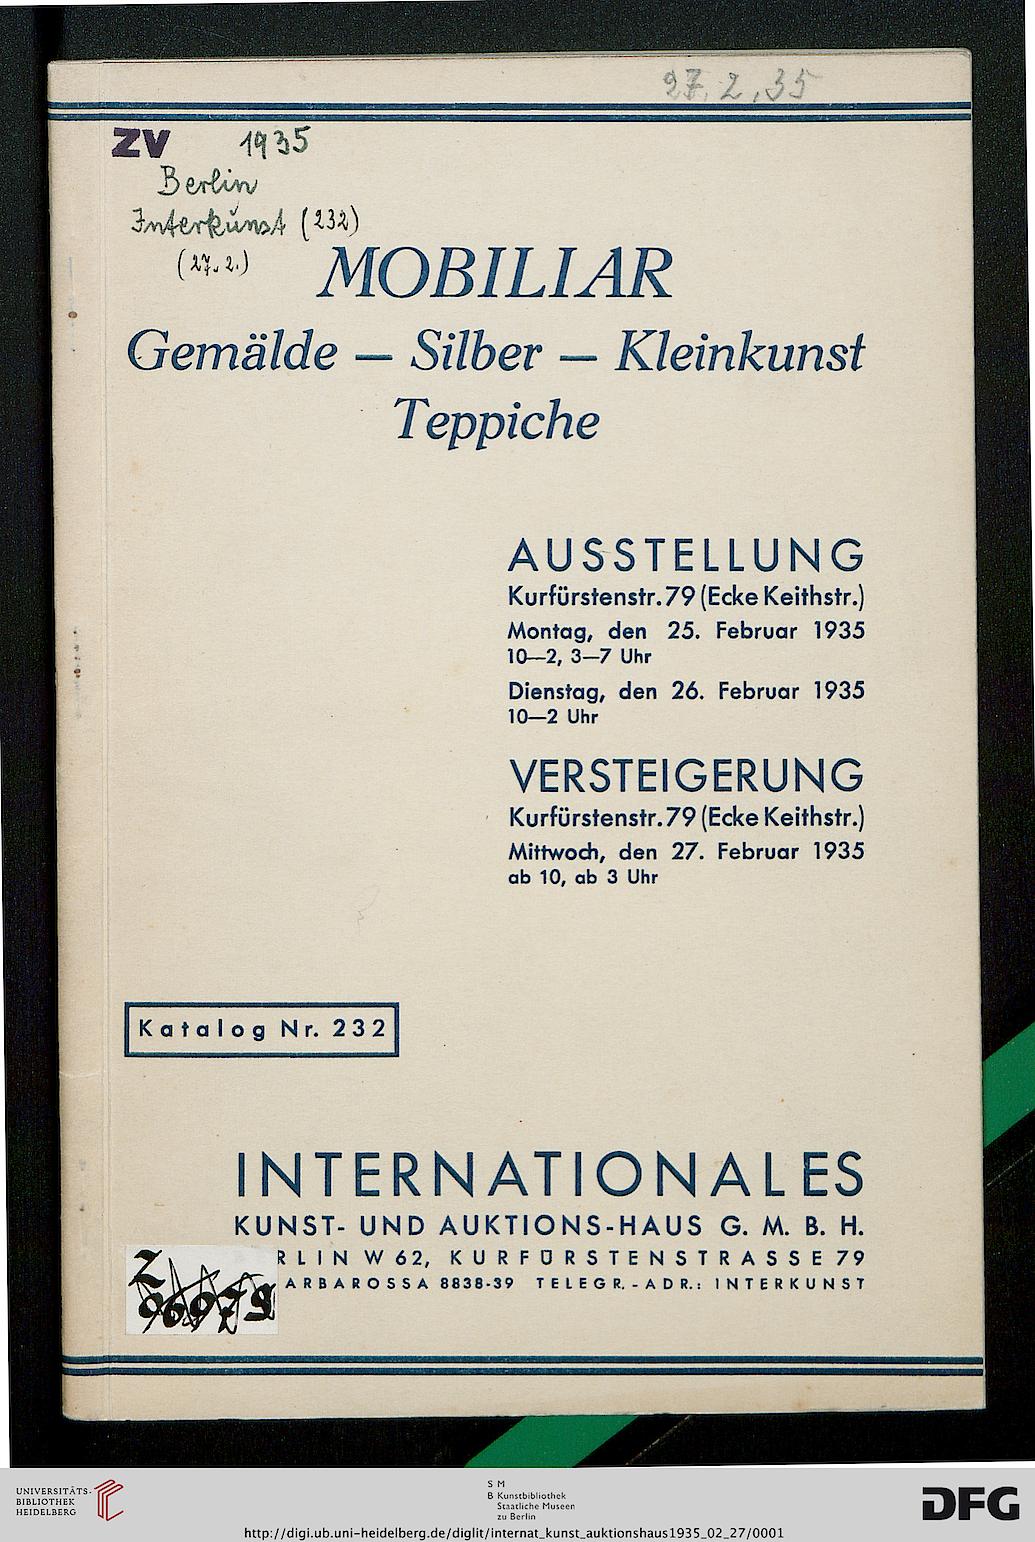 27.2.35
ZV 1935
Berlin
Interkunst (232)
(27.2.)
MOBILIAR
Gemälde — Silber — Kleinkunst
Teppiche
AUSSTELLUNG
Kurfürstenstr. 79 (Ecke Keithstr.)
Montag, den 25. Februar 1935
10—2, 3—7 Uhr
Dienstag, den 26. Februar 1935
10—2 Uhr
VERSTEIGERUNG
Kurfürstenstr. 79 (Ecke Keithstr.)
Mittwoch, den 27. Februar 1935
ab 10, ab 3 Uhr
Katalog Nr. 232
INTERNATIONALES
KUNST- UND AUKTIONS-HAUS G. M. B. H.
RLIN W 62, KURFÜRSTENSTRASSE 79
ARBAROSSA 8838-39 TELEGR.-ADR.: INTERKUNST
Z
UNIVERSITÄTS-
BIBLIOTHEK
HEIDELBERG
S M
B Kunstbibliothek
Staatliche Museen
zu Berlin
DFG
http://digi.ub.uni-heidelberg.de/diglit/internat_kunst_auktionshaus1935_02_27/0001